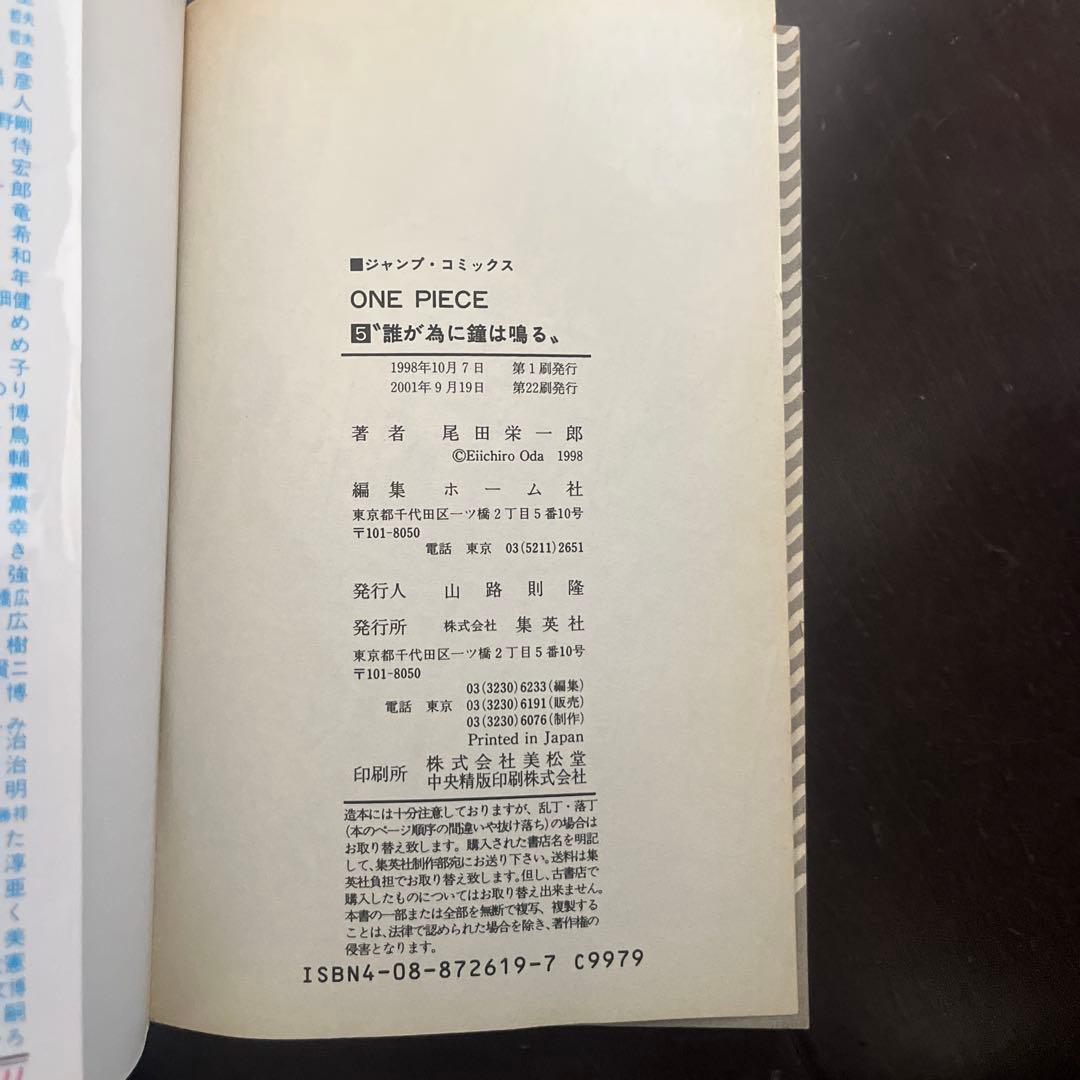 ■ジャンプ・コミックス
ONE PIECE
5〝誰が為に鐘は鳴る〟
1998年10月7日 第1刷発行
2001年9月19日 第22刷発行
著者 尾田栄一郎
©Eiichiro Oda 1998
編集 ホーム社
東京都千代田区一ツ橋2丁目5番10号
〒101-8050
電話 東京 03(5211)2651
発行人 山路則隆
発行所 株式会社 集英社
東京都千代田区一ツ橋2丁目5番10号
〒101-8050
03(3230)6233(編集)
電話 東京 03(3230)6191(販売)
03(3230)6076(制作)
Printed in Japan
印刷所 株式会社美松堂
中央精版印刷株式会社
造本には十分注意しておりますが、乱丁・落丁
(本のページ順序の間違いや抜け落ち)の場合は
お取り替え致します。購入された書店名を明記
して、集英社制作部宛にお送り下さい。送料は集
英社負担でお取り替え致します。但し、古書店で
購入したものについてはお取り替え出来ません。
本書の一部または全部を無断で複写、複製する
ことは、法律で認められた場合を除き、著作権の
侵害となります。
ISBN4-08-872619-7 C9979